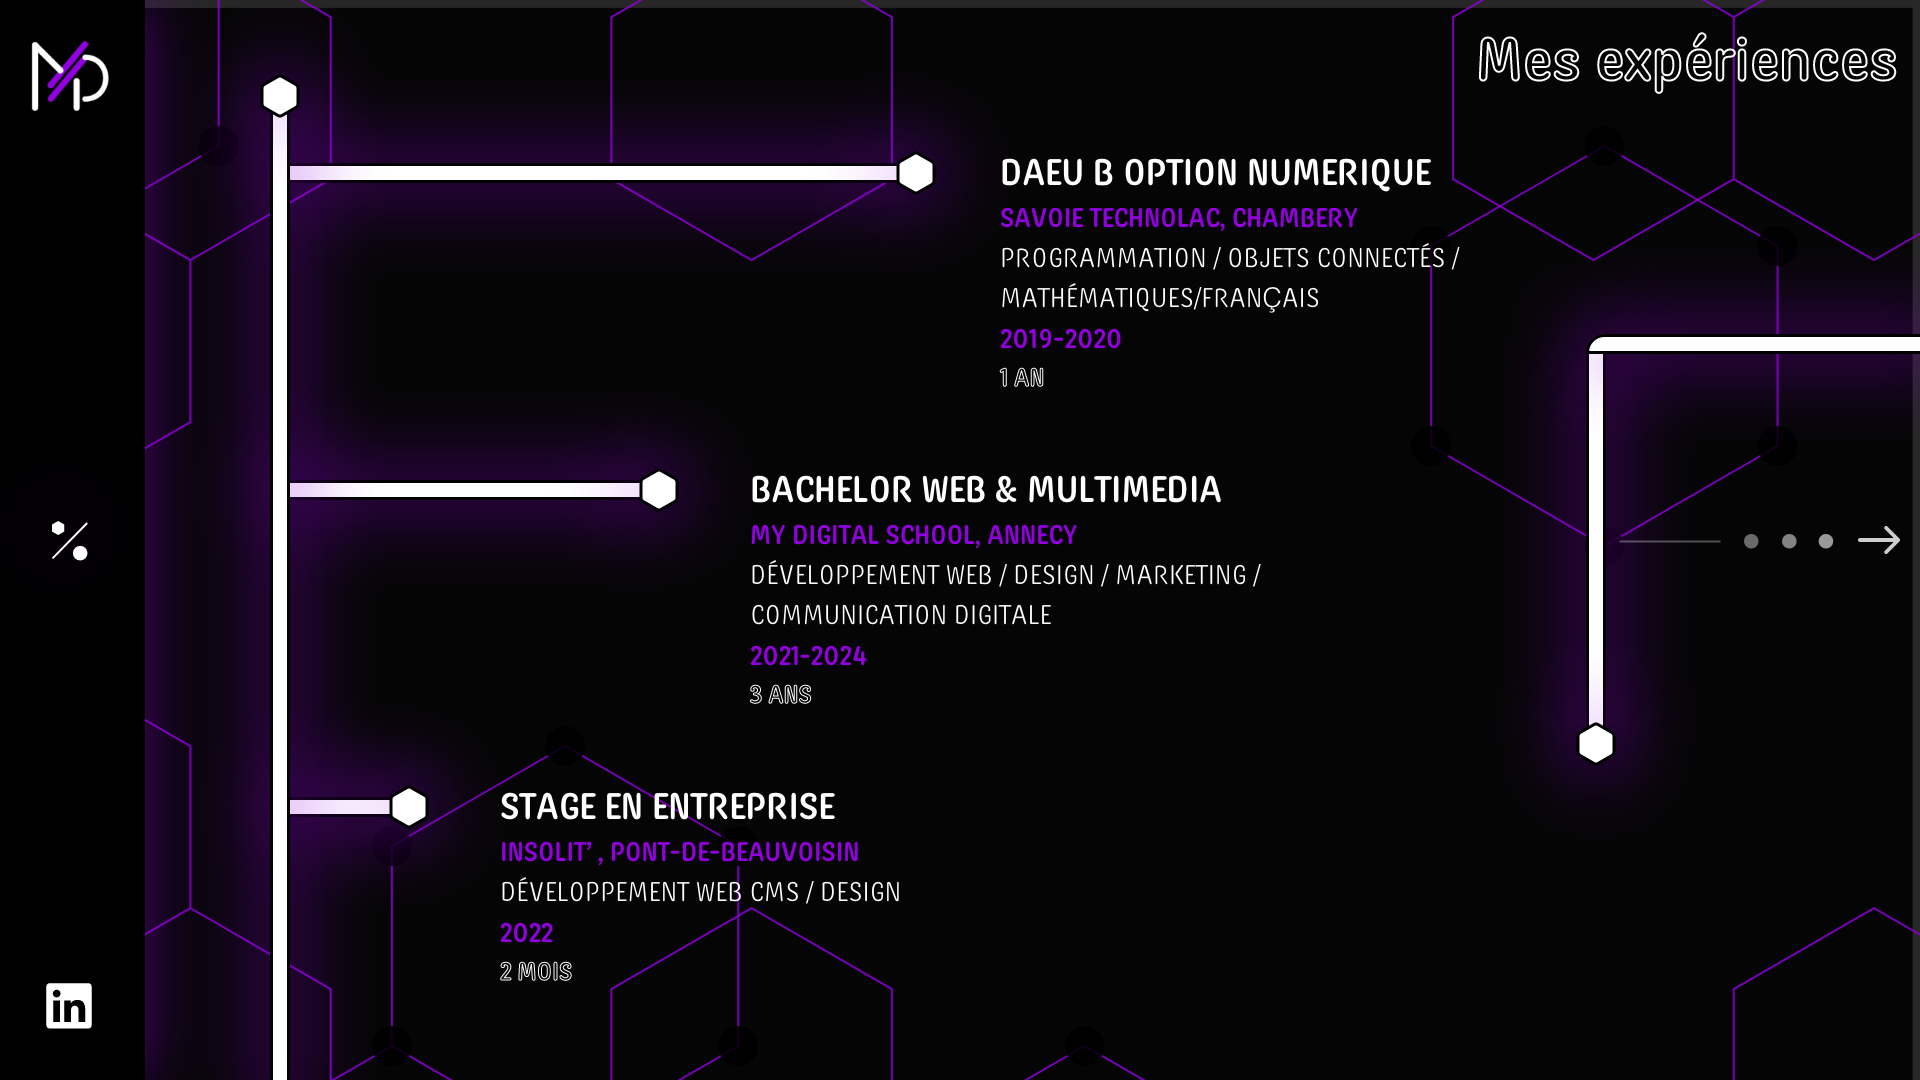 Mes expériences
DAEU B OPTION NUMERIQUE
SAVOIE TECHNOLAC, CHAMBERY
PROGRAMMATION / OBJETS CONNECTÉS /
MATHÉMATIQUES/FRANÇAIS
2019-2020
1 AN
BACHELOR WEB & MULTIMEDIA
MY DIGITAL SCHOOL, ANNECY
DÉVELOPPEMENT WEB / DESIGN / MARKETING /
COMMUNICATION DIGITALE
2021-2024
3 ANS
STAGE EN ENTREPRISE
INSOLIT’ , PONT-DE-BEAUVOISIN
DÉVELOPPEMENT WEB CMS / DESIGN
2022
2 MOIS
in